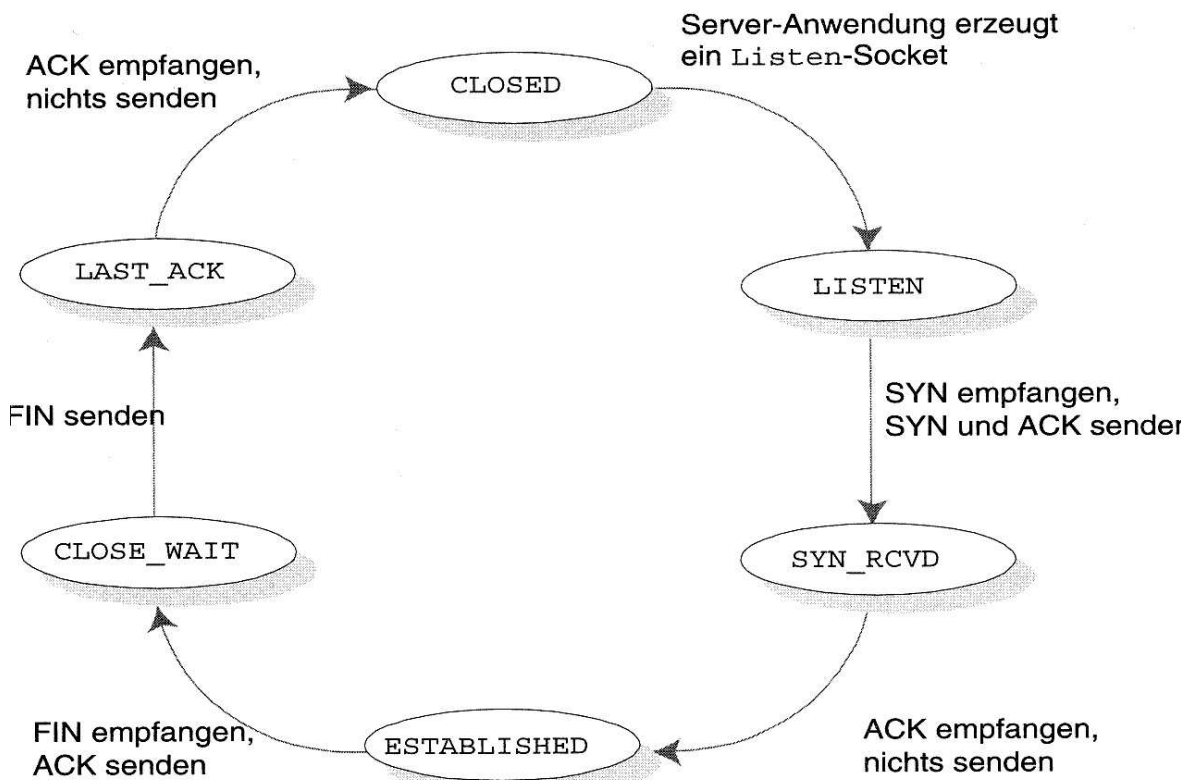 Server-Anwendung erzeugt
ein Listen-Socket
ACK empfangen,
nichts senden
CLOSED
LAST_ACK
LISTEN
SYN empfangen,
SYN und ACK sender
FIN senden
CLOSE_WAIT
SYN_RCVD
FIN empfangen,
ACK senden
ESTABLISHED
ACK empfangen,
nichts senden